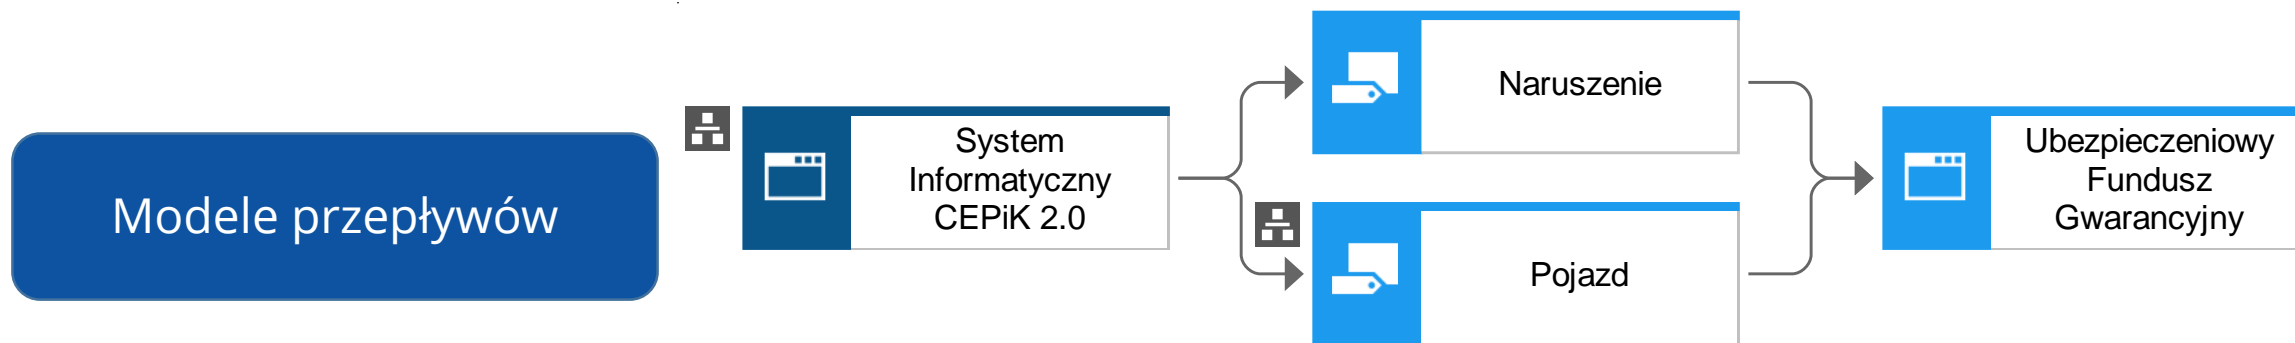 Modele przepływów
System
Informatyczny
CEPiK 2.0
Naruszenie
Pojazd
Ubezpieczeniowy
Fundusz
Gwarancyjny